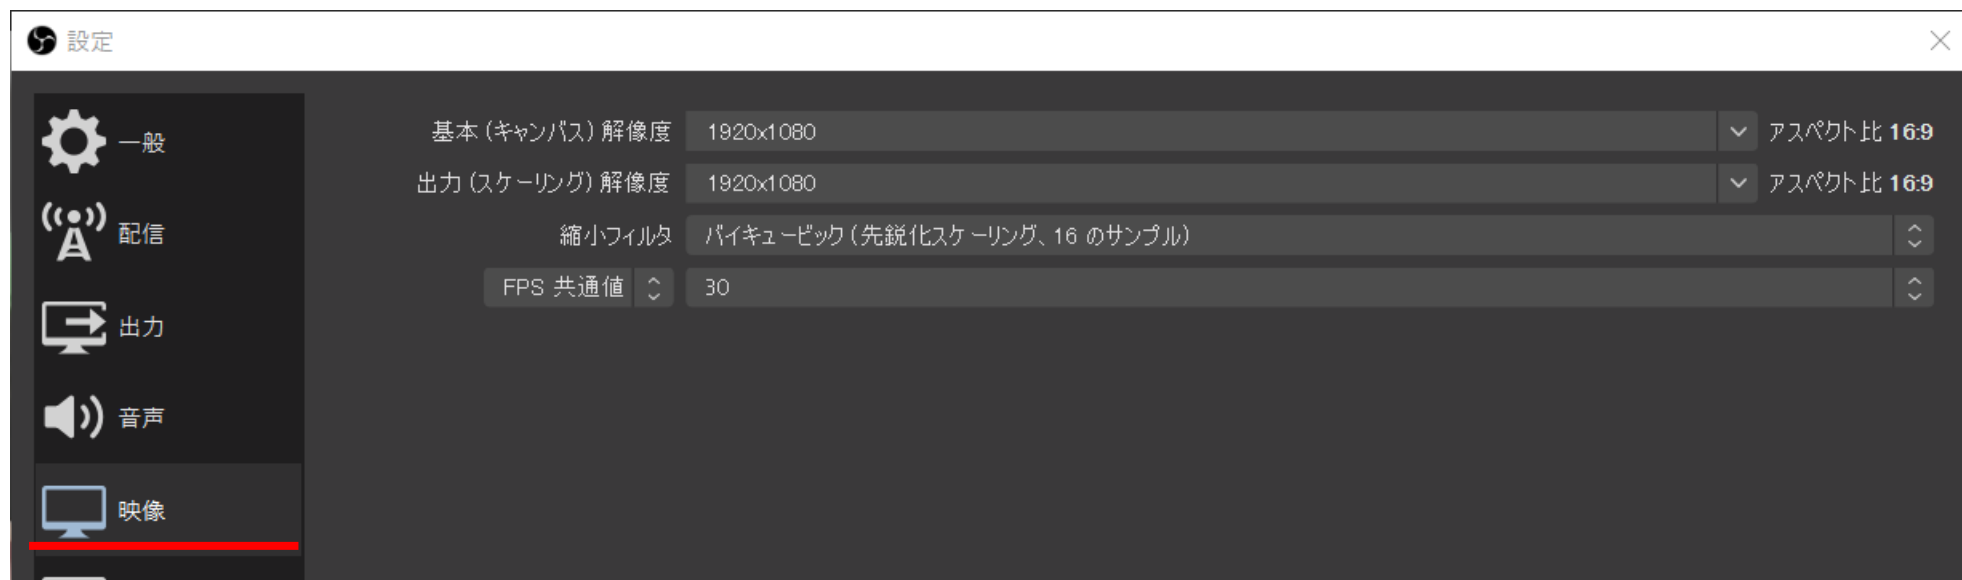 設定
一般
配信
出力
音声
映像
基本 (キャンバス) 解像度 1920x1080 アスペクト比 16:9
出力 (スケーリング) 解像度 1920x1080 アスペクト比 16:9
縮小フィルタ バイキュービック (先鋭化スケーリング、16 のサンプル)
FPS 共通値 30